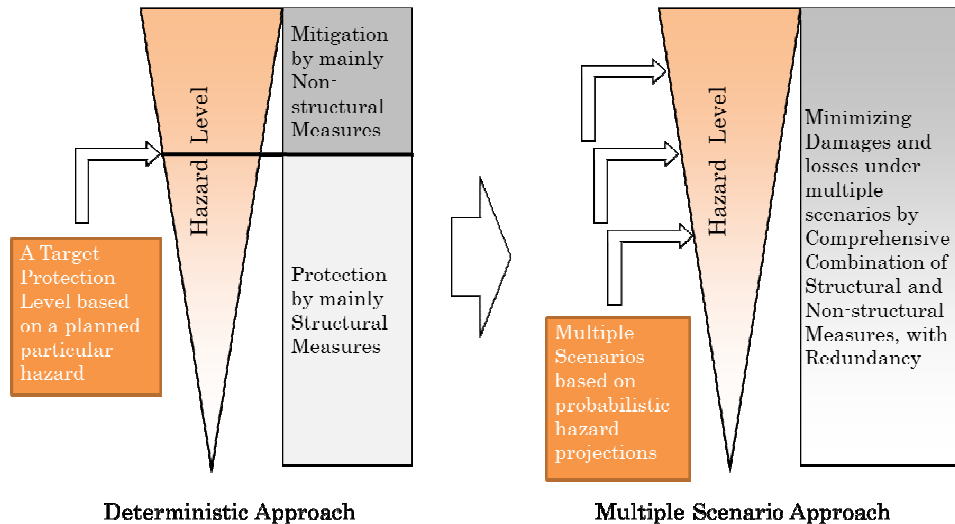 Mitigation
by mainly
Non-
structural
Measures
Hazard Level
A Target
Protection
Level based
on a planned
particular
hazard
Protection
by mainly
Structural
Measures
Deterministic Approach
Hazard Level
Minimizing
Damages and
losses under
multiple
scenarios by
Comprehensive
Combination of
Structural and
Non-structural
Measures, with
Redundancy
Multiple
Scenarios
based on
probabilistic
hazard
projections
Multiple Scenario Approach